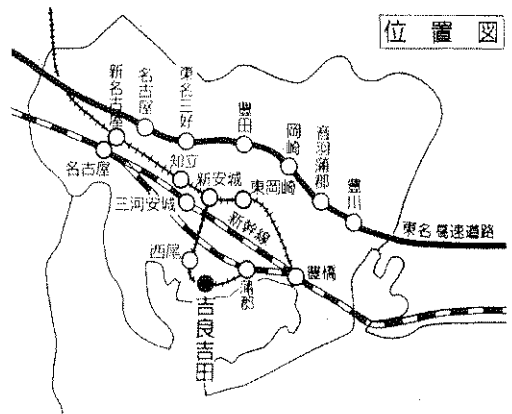 位置図
新名古屋
名古屋
東名三好
豊田
岡崎
音羽蒲郡
豊川
東名高速道路
名古屋
知立
新安城
東岡崎
三河安城
新幹線
西尾
蒲郡
豊橋
吉良吉田